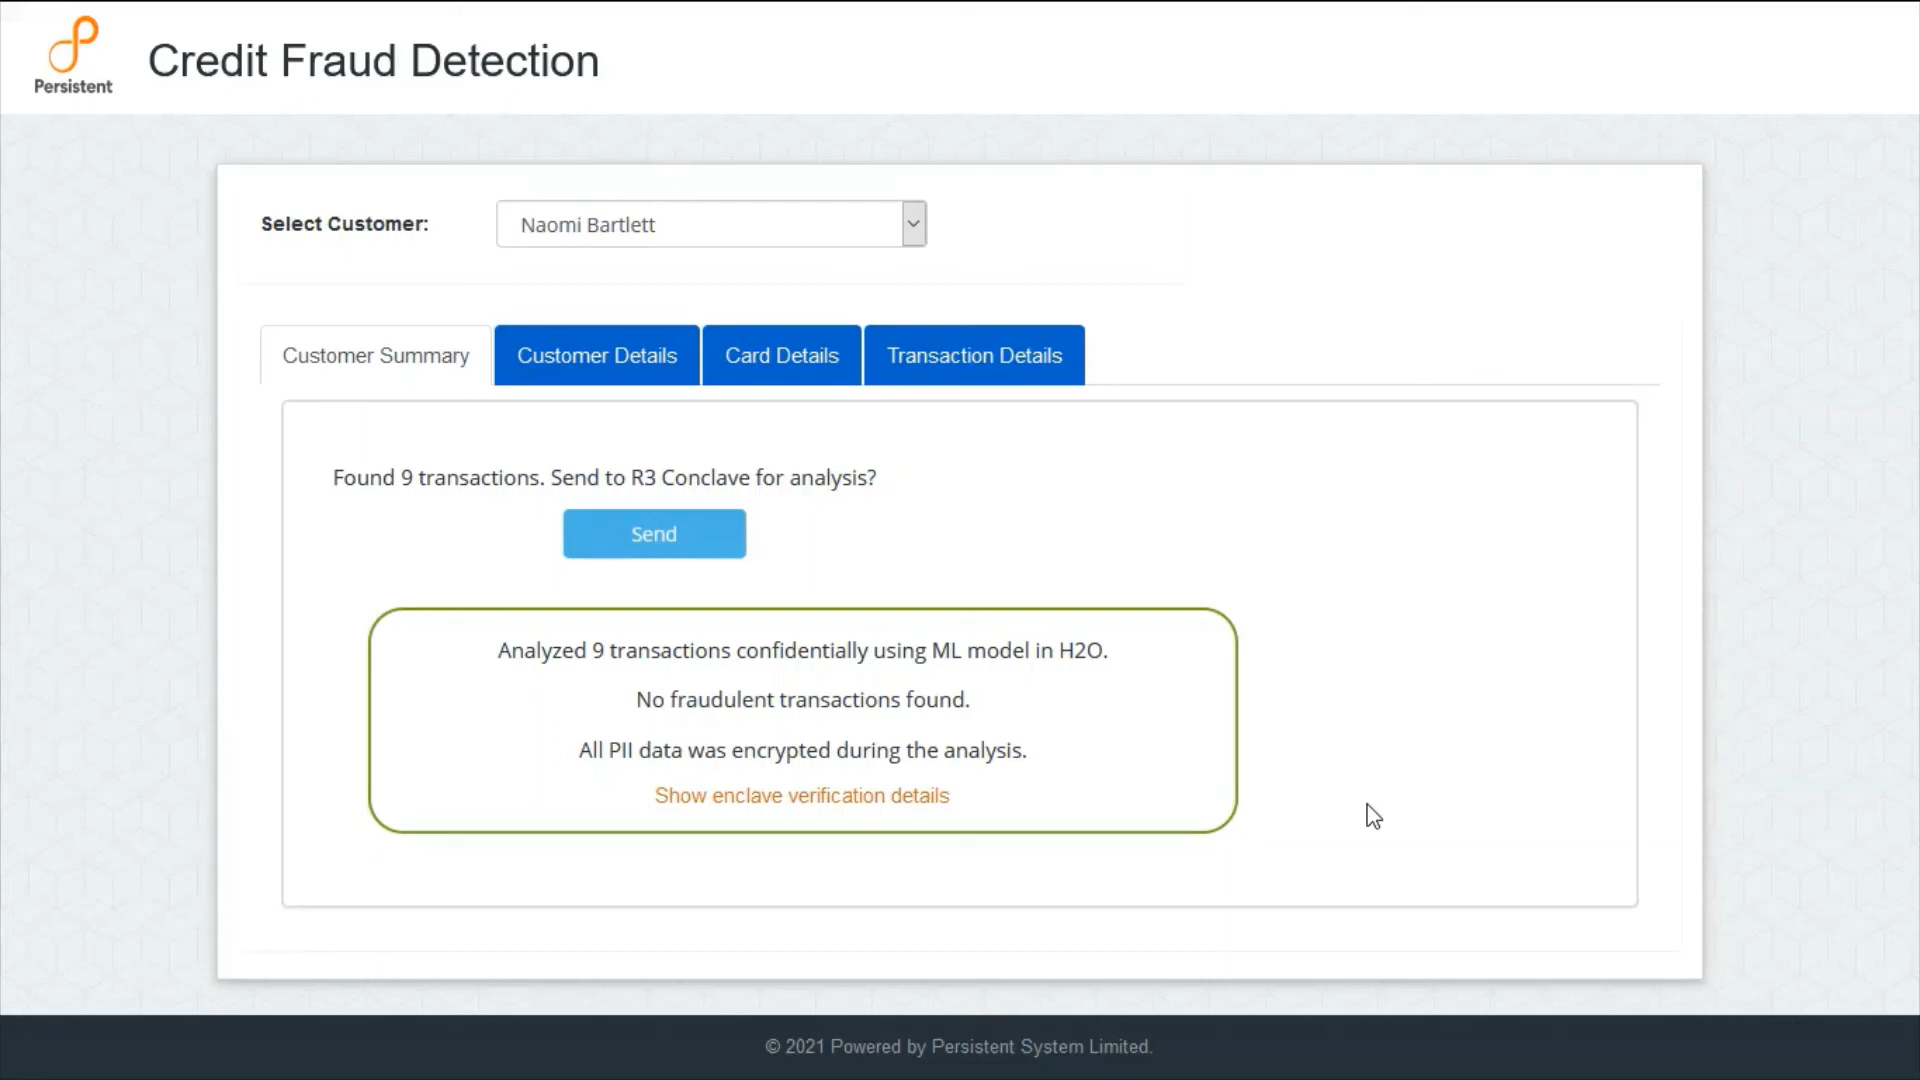 Persistent
Credit Fraud Detection
Select Customer:
Naomi Bartlett
Customer Summary
Customer Details
Card Details
Transaction Details
Found 9 transactions. Send to R3 Conclave for analysis?
Send
Analyzed 9 transactions confidentially using ML model in H2O.
No fraudulent transactions found.
All PII data was encrypted during the analysis.
Show enclave verification details
© 2021 Powered by Persistent System Limited.